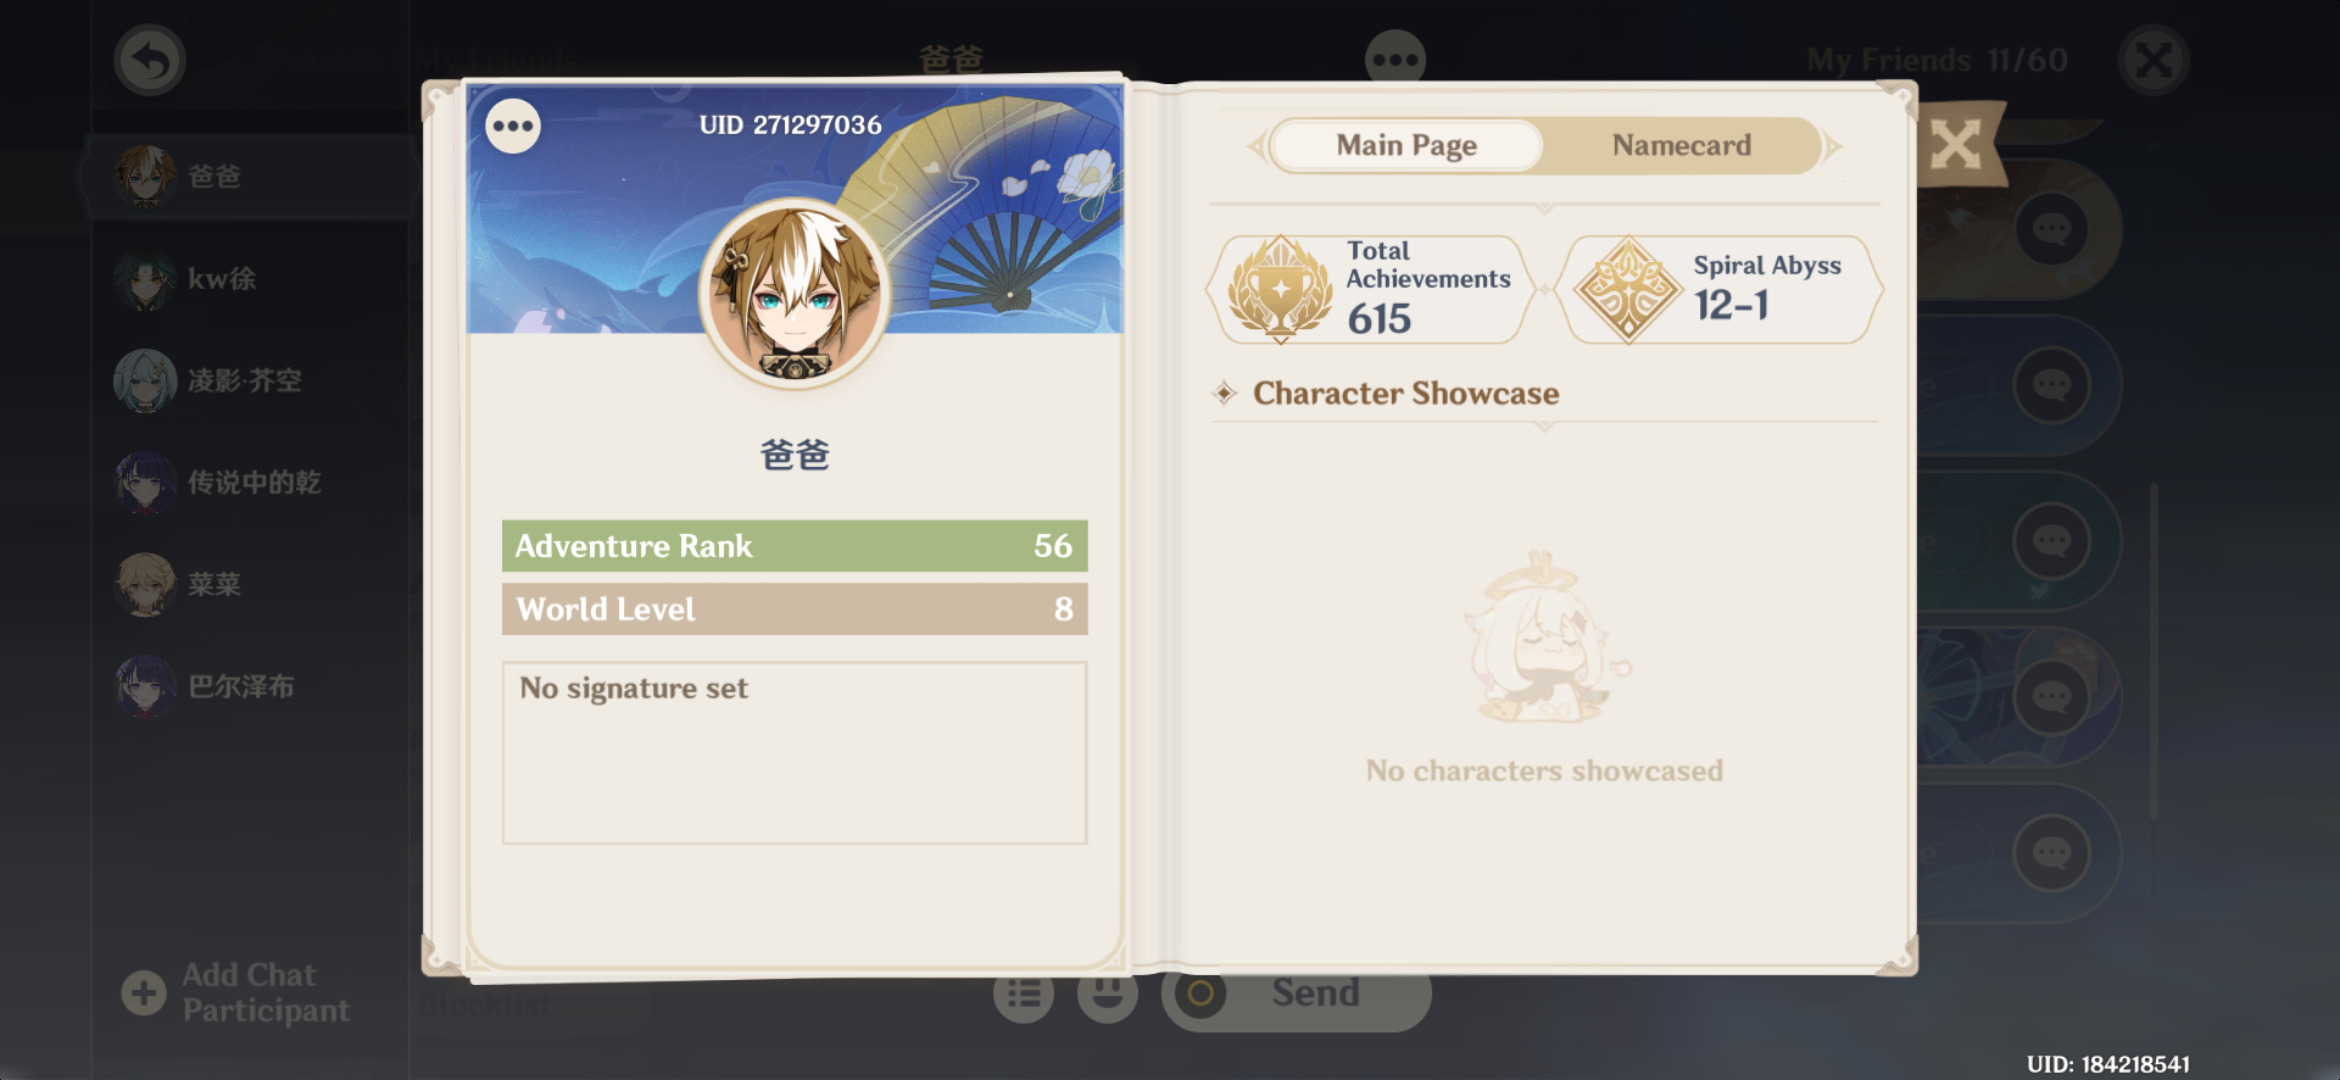 My Friends
爸爸
My Friends 11/60
爸爸
kw徐
凌影·芥空
传说中的乾
菜菜
巴尔泽布
Add Chat
Participant
UID 271297036
爸爸
Adventure Rank 56
World Level 8
No signature set
Main Page
Namecard
Total
Achievements
615
Spiral Abyss
12-1
Character Showcase
No characters showcased
Blocklist
Send
UID: 184218541